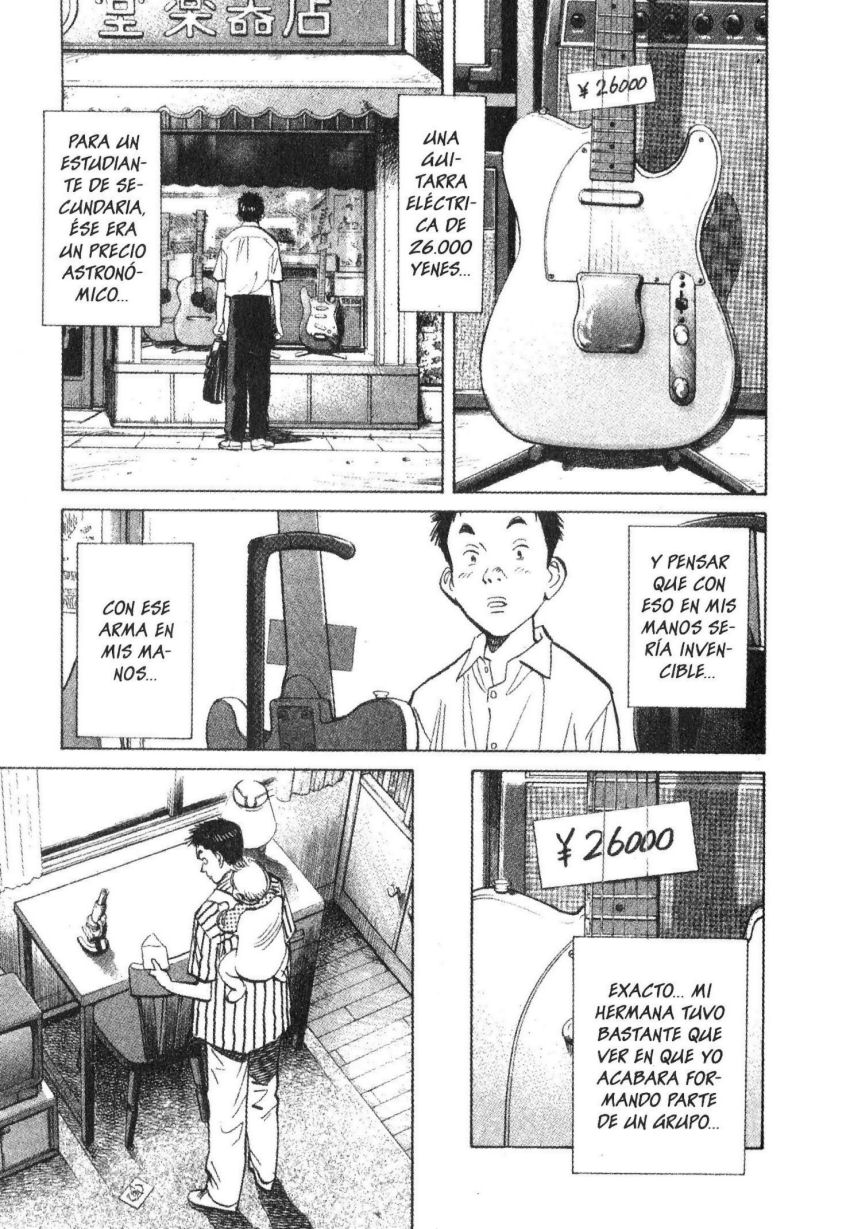 堂楽器店
¥26000
UNA
GUI-
TARRA
ELÉCTRI-
CA DE
26.000
YENES...
PARA UN
ESTUDIAN-
TE DE SE-
CUNDARIA,
ÉSE ERA
UN PRECIO
ASTRONÓ-
MICO...
Y PENSAR
QUE CON
ESO EN MIS
MANOS SE-
RÍA INVEN-
CIBLE...
CON ESE
ARMA EN
MIS MA-
NOS...
¥26000
EXACTO... MI
HERMANA TUVO
BASTANTE QUE
VER EN QUE YO
ACABARA FOR-
MANDO PARTE
DE UN GRUPO...